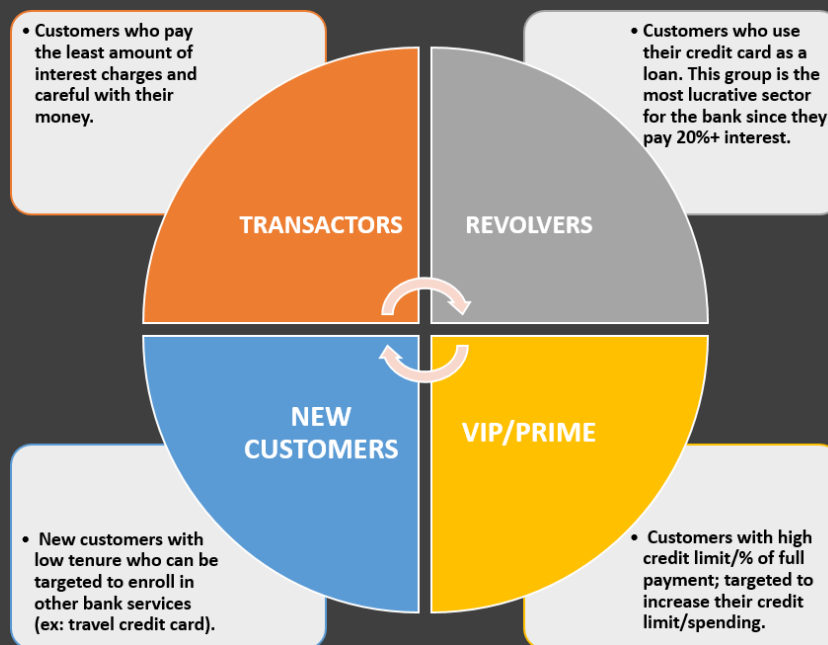 • Customers who pay
the least amount of
interest charges and
careful with their
money.
• Customers who use
their credit card as a
loan. This group is the
most lucrative sector
for the bank since they
pay 20%+ interest.
TRANSACTORS
REVOLVERS
NEW
CUSTOMERS
VIP/PRIME
• New customers with
low tenure who can be
targeted to enroll in
other bank services
(ex: travel credit card).
• Customers with high
credit limit/% of full
payment; targeted to
increase their credit
limit/spending.